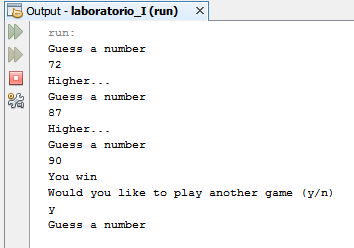 Output - laboratorio_I (run)
run:
Guess a number
72
Higher...
Guess a number
87
Higher...
Guess a number
90
You win
Would you like to play another game (y/n)
y
Guess a number